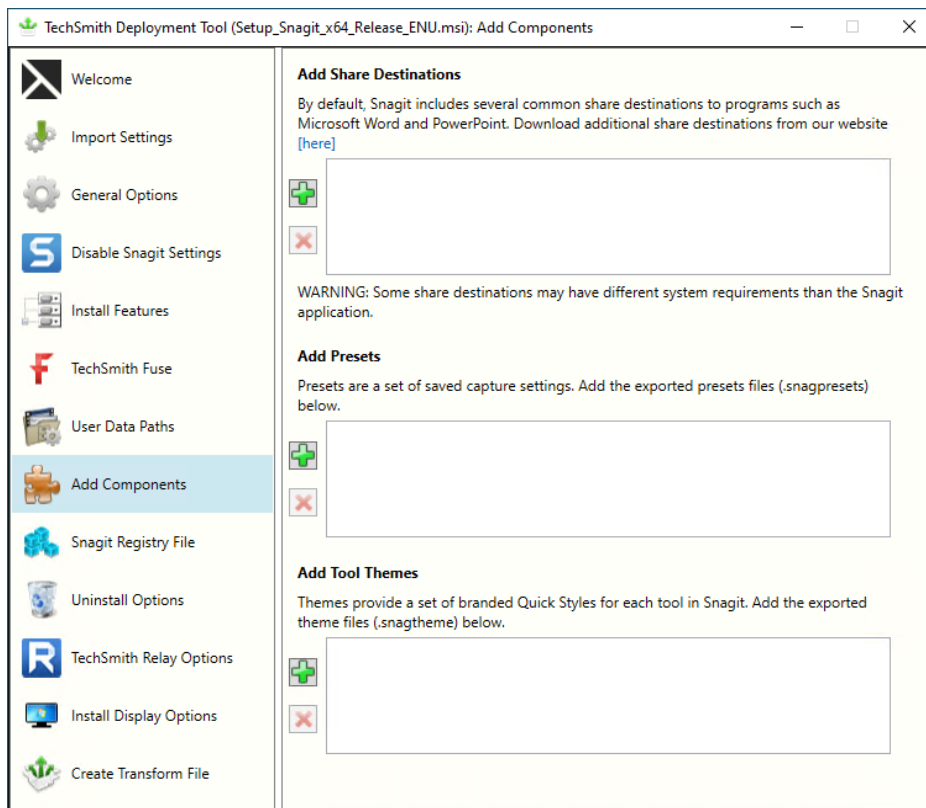 TechSmith Deployment Tool (Setup_Snagit_x64_Release_ENU.msi): Add Components
Welcome
Import Settings
General Options
Disable Snagit Settings
Install Features
TechSmith Fuse
User Data Paths
Add Components
Snagit Registry File
Uninstall Options
TechSmith Relay Options
Install Display Options
Create Transform File
Add Share Destinations
By default, Snagit includes several common share destinations to programs such as
Microsoft Word and PowerPoint. Download additional share destinations from our website
[here]
WARNING: Some share destinations may have different system requirements than the Snagit
application.
Add Presets
Presets are a set of saved capture settings. Add the exported presets files (.snagpresets)
below.
Add Tool Themes
Themes provide a set of branded Quick Styles for each tool in Snagit. Add the exported
theme files (.snagtheme) below.